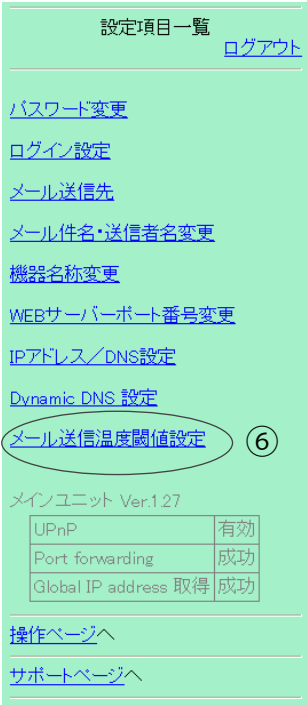 設定項目一覧
ログアウト
パスワード変更
ログイン設定
メール送信先
メール件名・送信者名変更
機器名称変更
WEBサーバーポート番号変更
IPアドレス／DNS設定
Dynamic DNS 設定
メール送信温度閾値設定 ⑥
メインユニット Ver.1.27
UPnP 有効
Port forwarding 成功
Global IP address 取得 成功
操作ページへ
サポートページへ